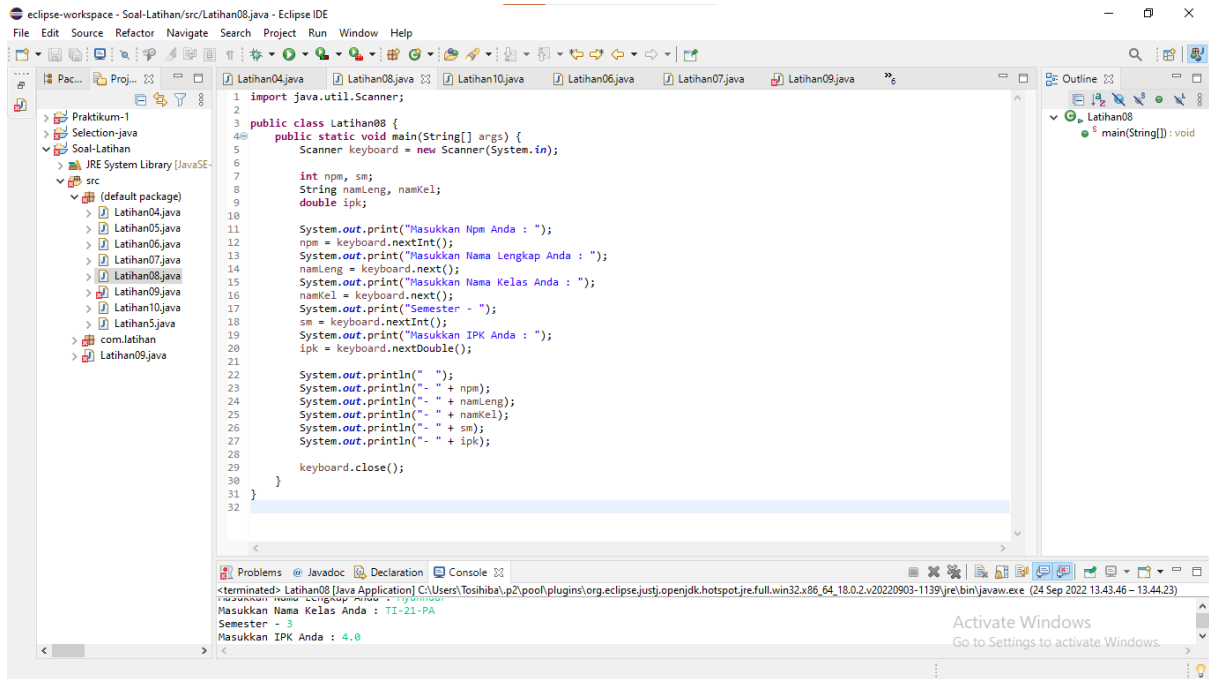 eclipse-workspace - Soal-Latihan/src/Latihan08.java - Eclipse IDE
File Edit Source Refactor Navigate Search Project Run Window Help
Pac... Proj...
Praktikum-1
Selection-java
Soal-Latihan
JRE System Library [JavaSE-
src
(default package)
Latihan04.java
Latihan05.java
Latihan06.java
Latihan07.java
Latihan08.java
Latihan09.java
Latihan10.java
Latihan5.java
com.latihan
Latihan09.java
Latihan04.java Latihan08.java Latihan10.java Latihan06.java Latihan07.java Latihan09.java »6
1 import java.util.Scanner;
2
3 public class Latihan08 {
4 public static void main(String[] args) {
5 Scanner keyboard = new Scanner(System.in);
6
7 int npm, sm;
8 String namLeng, namKel;
9 double ipk;
10
11 System.out.print("Masukkan Npm Anda : ");
12 npm = keyboard.nextInt();
13 System.out.print("Masukkan Nama Lengkap Anda : ");
14 namLeng = keyboard.next();
15 System.out.print("Masukkan Nama Kelas Anda : ");
16 namKel = keyboard.next();
17 System.out.print("Semester - ");
18 sm = keyboard.nextInt();
19 System.out.print("Masukkan IPK Anda : ");
20 ipk = keyboard.nextDouble();
21
22 System.out.println("  ");
23 System.out.println("- " + npm);
24 System.out.println("- " + namLeng);
25 System.out.println("- " + namKel);
26 System.out.println("- " + sm);
27 System.out.println("- " + ipk);
28
29 keyboard.close();
30 }
31 }
32
Outline
Latihan08
main(String[]) : void
Problems @ Javadoc Declaration Console
<terminated> Latihan08 [Java Application] C:\Users\Tosihiba\.p2\pool\plugins\org.eclipse.justj.openjdk.hotspot.jre.full.win32.x86_64_18.0.2.v20220903-1139\jre\bin\javaw.exe (24 Sep 2022 13.43.46 – 13.44.23)
Masukkan Nama Lengkap Anda :
Masukkan Nama Kelas Anda : TI-21-PA
Semester - 3
Masukkan IPK Anda : 4.0
Activate Windows
Go to Settings to activate Windows.